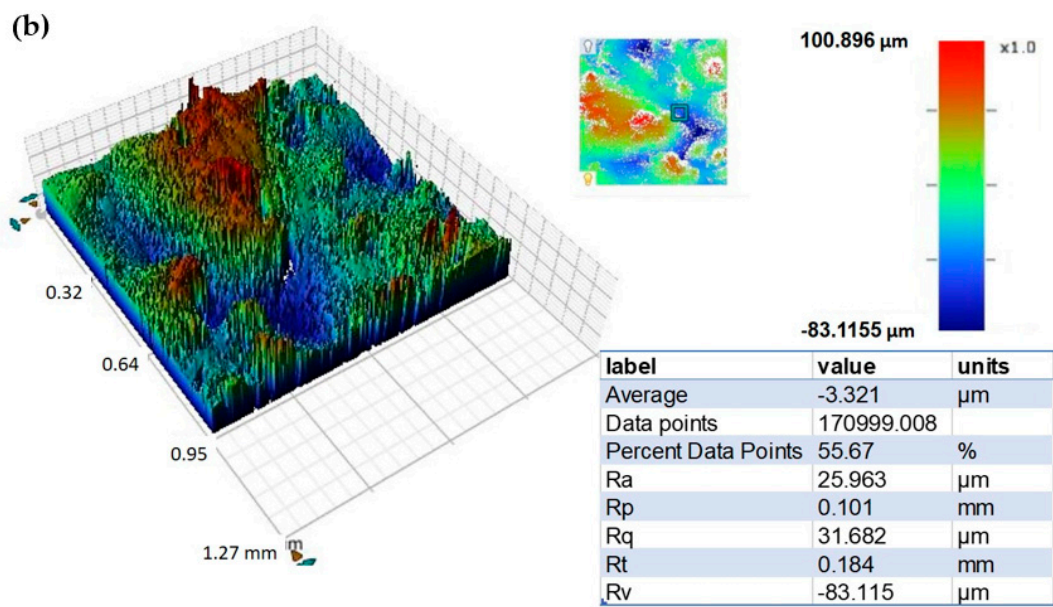 (b)
100.896 µm
x1.0
-83.1155 µm
0.32
0.64
0.95
1.27 mm
m
label value units
Average -3.321 µm
Data points 170999.008
Percent Data Points 55.67 %
Ra 25.963 µm
Rp 0.101 mm
Rq 31.682 µm
Rt 0.184 mm
Rv -83.115 µm